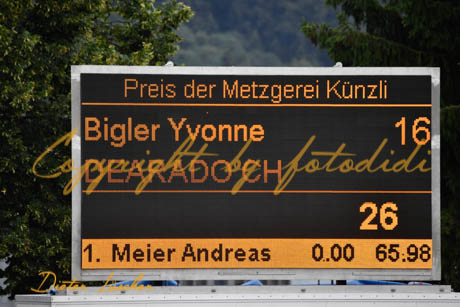 Preis der Metzgerei Künzli
Bigler Yvonne 16
DEARADO CH
Copyright by fotodidi
26
1. Meier Andreas 0.00 65.98